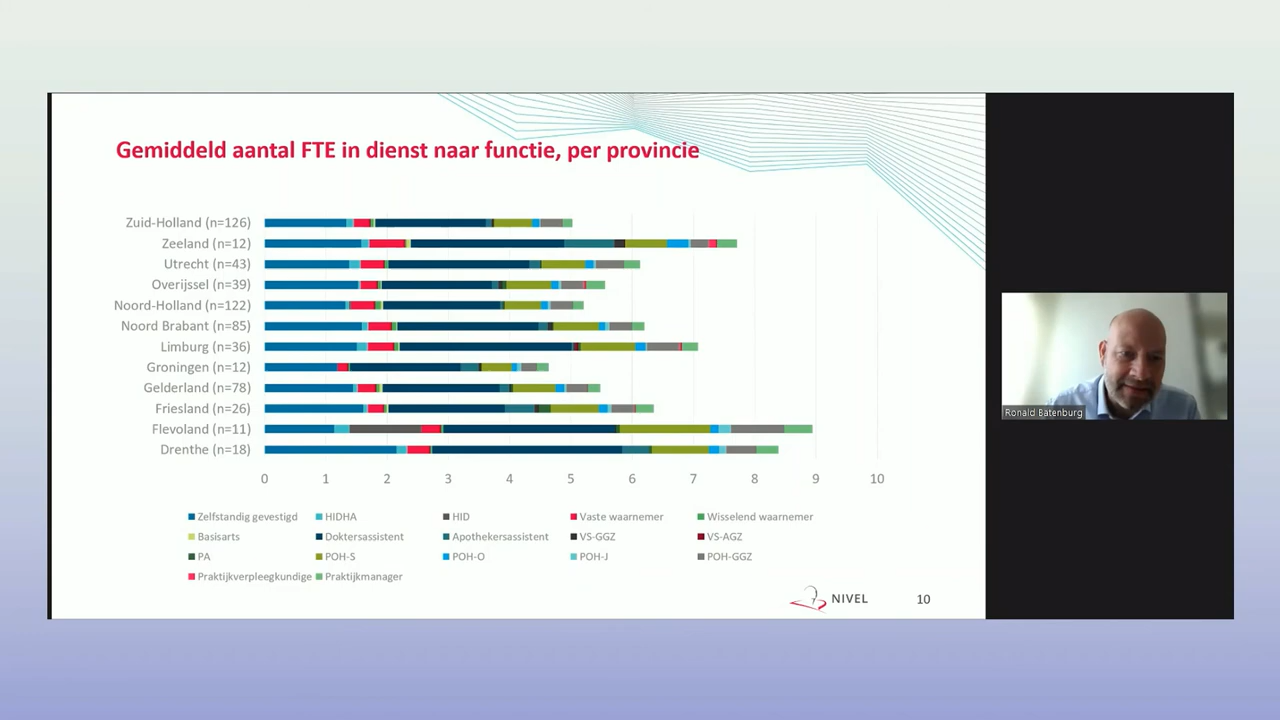 Gemiddeld aantal FTE in dienst naar functie, per provincie
Zuid-Holland (n=126)
Zeeland (n=12)
Utrecht (n=43)
Overijssel (n=39)
Noord-Holland (n=122)
Noord Brabant (n=85)
Limburg (n=36)
Groningen (n=12)
Gelderland (n=78)
Friesland (n=26)
Flevoland (n=11)
Drenthe (n=18)
0 1 2 3 4 5 6 7 8 9 10
Zelfstandig gevestigd HIDHA HID Vaste waarnemer Wisselend waarnemer
Basisarts Doktersassistent Apothekersassistent VS-GGZ VS-AGZ
PA POH-S POH-O POH-J POH-GGZ
Praktijkverpleegkundige Praktijkmanager
NIVEL 10
Ronald Batenburg